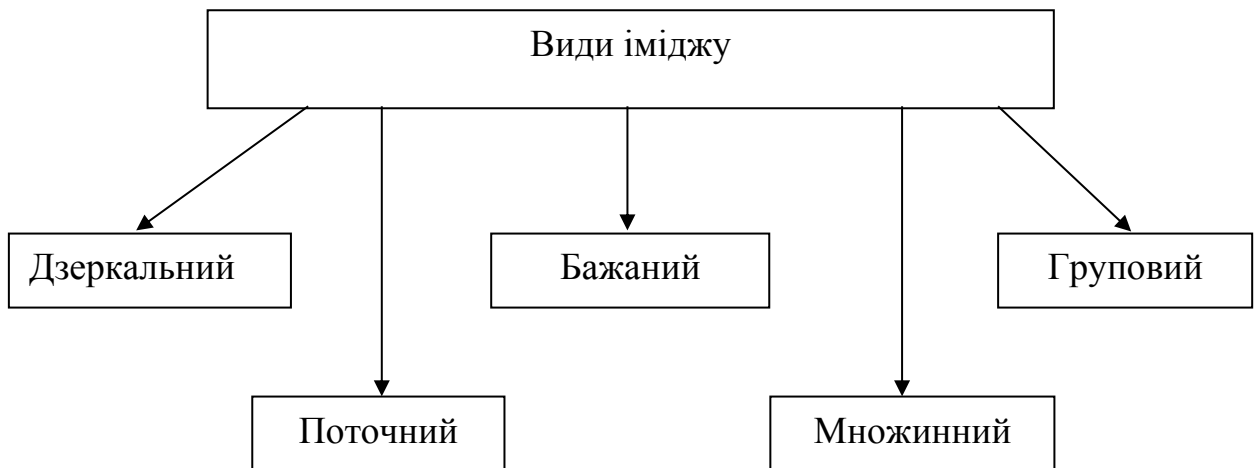 Види іміджу
Дзеркальний
Бажаний
Груповий
Поточний
Множинний